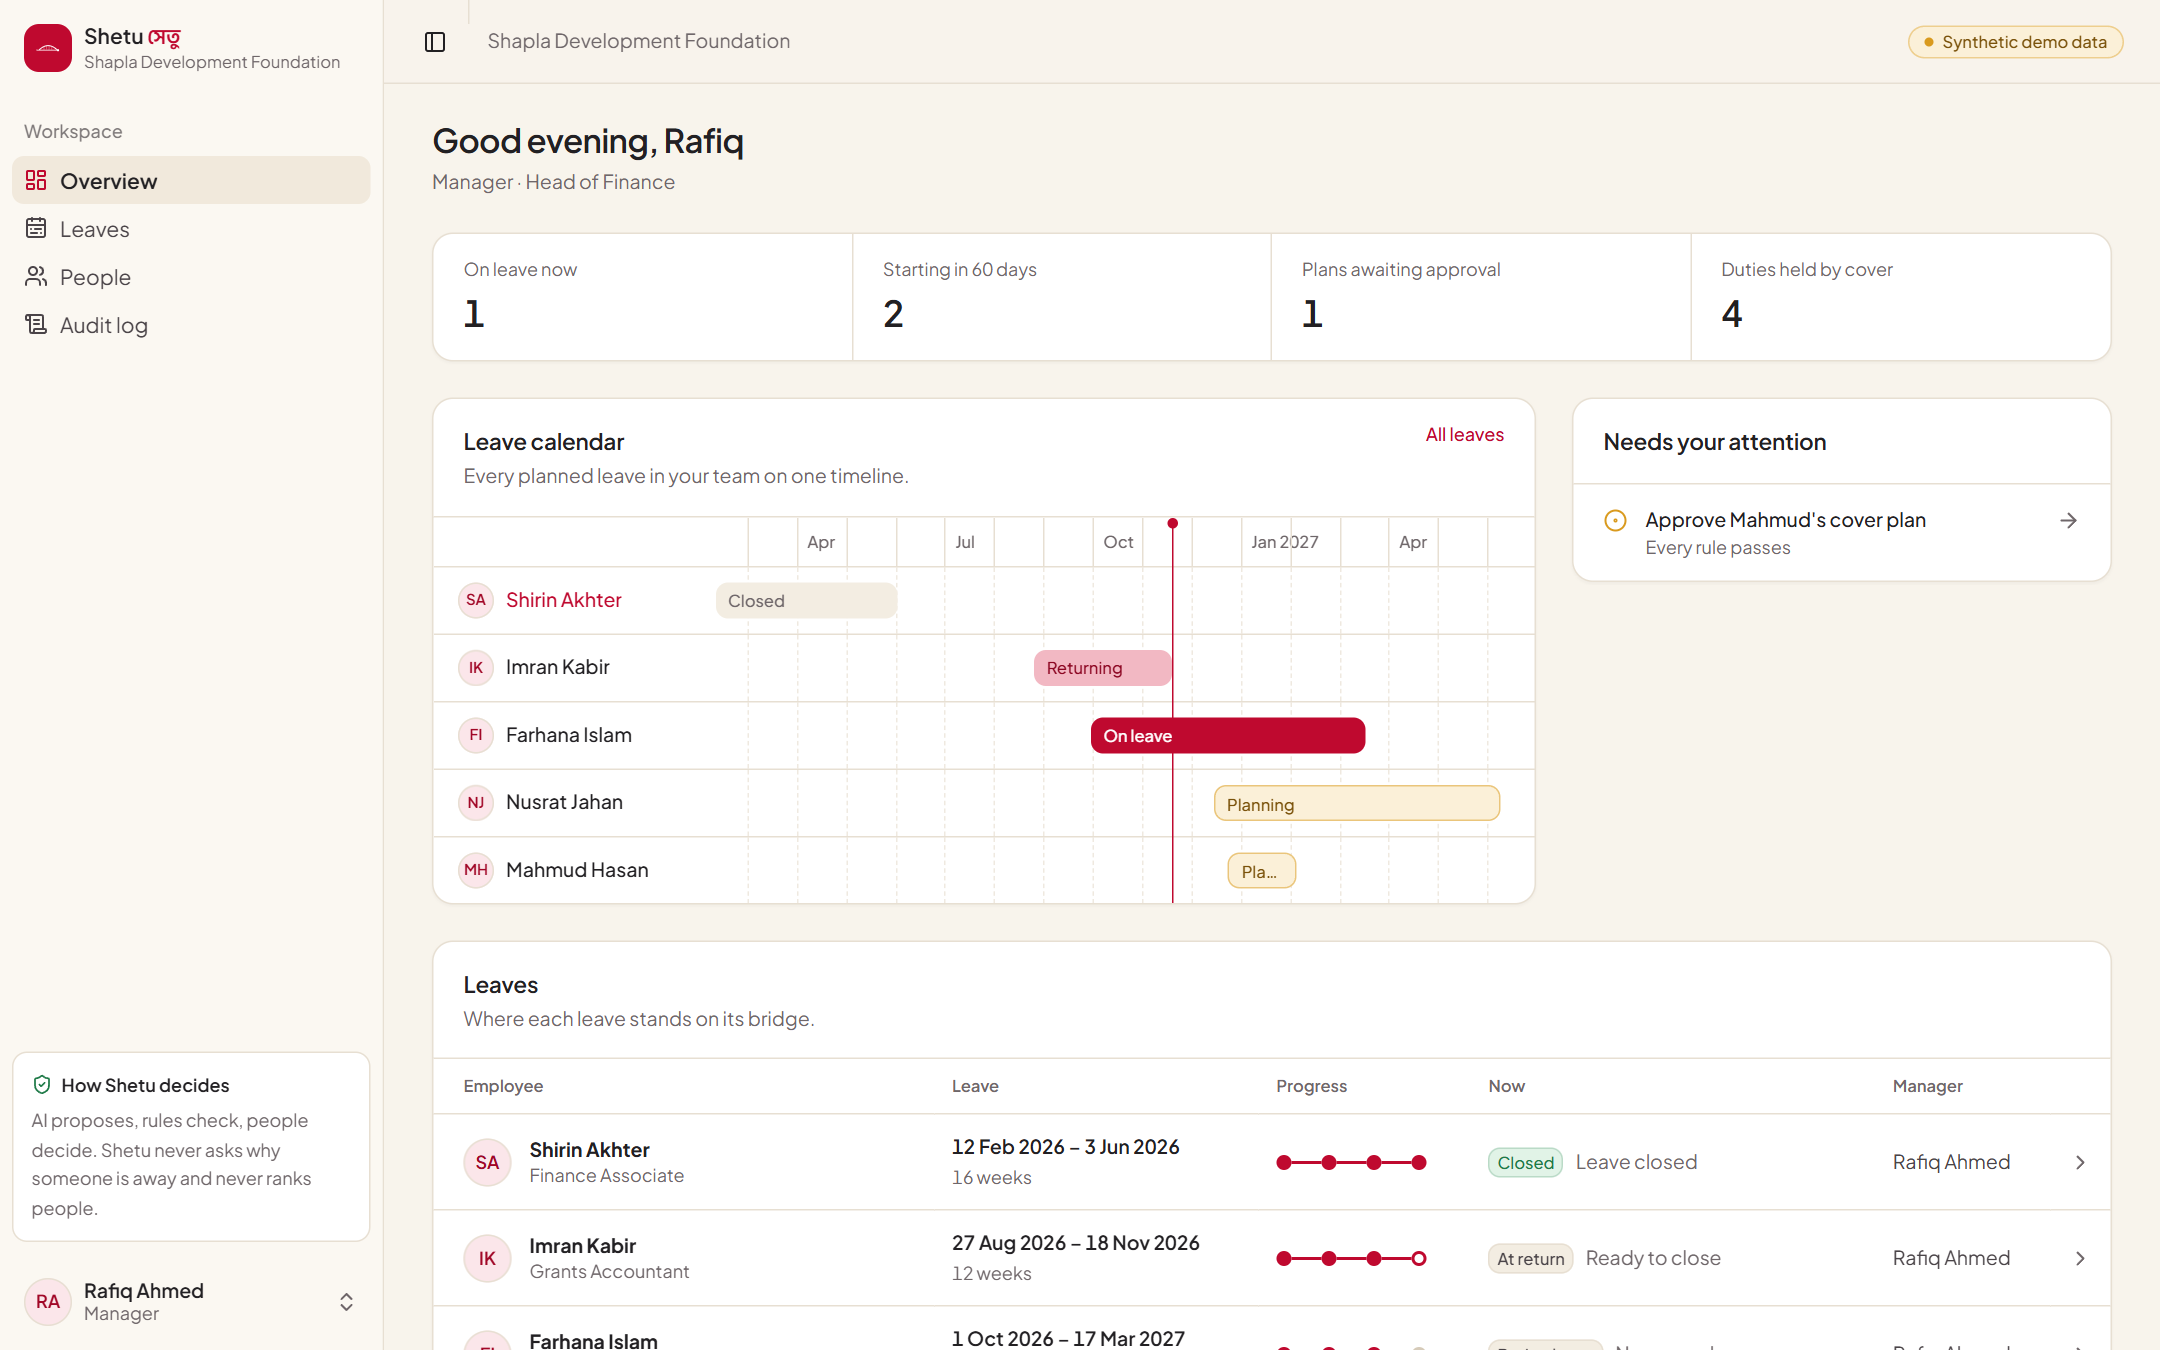 Shetu সেতু
Shapla Development Foundation
Workspace
Overview
Leaves
People
Audit log
How Shetu decides
AI proposes, rules check, people
decide. Shetu never asks why
someone is away and never ranks
people.
RA
Rafiq Ahmed
Manager
Shapla Development Foundation
Synthetic demo data
Good evening, Rafiq
Manager · Head of Finance
On leave now
1
Starting in 60 days
2
Plans awaiting approval
1
Duties held by cover
4
Leave calendar
All leaves
Every planned leave in your team on one timeline.
Apr Jul Oct Jan 2027 Apr
SA Shirin Akhter Closed
IK Imran Kabir Returning
FI Farhana Islam On leave
NJ Nusrat Jahan Planning
MH Mahmud Hasan Pla...
Needs your attention
Approve Mahmud's cover plan
Every rule passes
Leaves
Where each leave stands on its bridge.
Employee Leave Progress Now Manager
SA Shirin Akhter 12 Feb 2026 – 3 Jun 2026 Closed Leave closed Rafiq Ahmed
Finance Associate 16 weeks
IK Imran Kabir 27 Aug 2026 – 18 Nov 2026 At return Ready to close Rafiq Ahmed
Grants Accountant 12 weeks
Farhana Islam 1 Oct 2026 – 17 Mar 2027